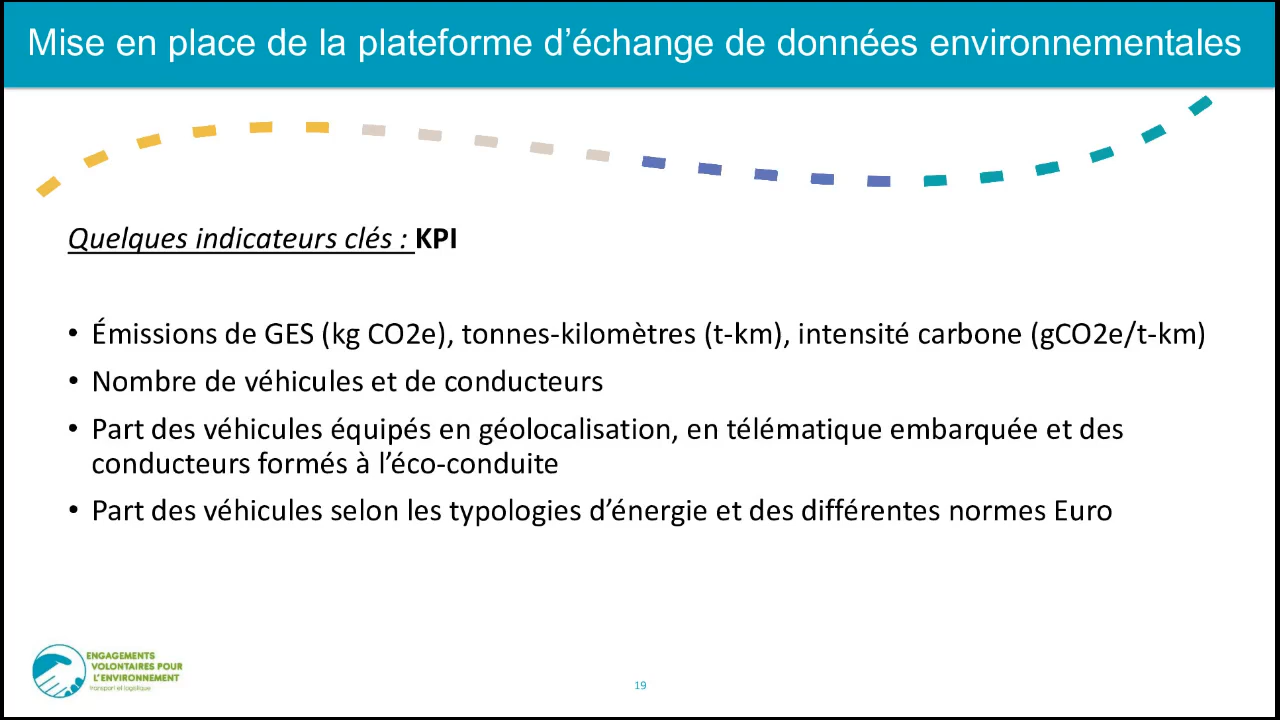 Mise en place de la plateforme d’échange de données environnementales
Quelques indicateurs clés : KPI
• Émissions de GES (kg CO2e), tonnes-kilomètres (t-km), intensité carbone (gCO2e/t-km)
• Nombre de véhicules et de conducteurs
• Part des véhicules équipés en géolocalisation, en télématique embarquée et des
conducteurs formés à l’éco-conduite
• Part des véhicules selon les typologies d’énergie et des différentes normes Euro
ENGAGEMENTS
VOLONTAIRES POUR
L’ENVIRONNEMENT
transport et logistique
19